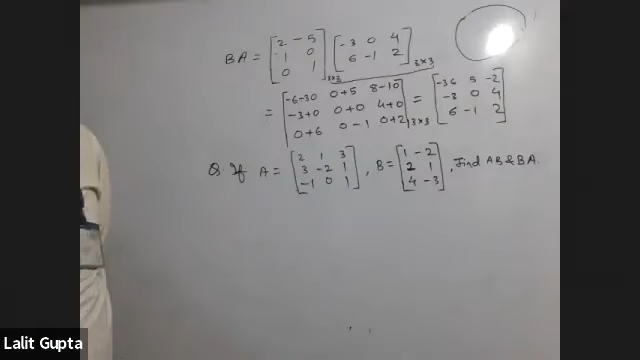 BA = [2 -5; 1 0; 0 1]3×3 [-3 0 4; 6 -1 2]3×3
= [-6-30 0+5 8-10; -3+0 0+0 4+0; 0+6 0-1 0+2]3×3 = [-36 5 -2; -3 0 4; 6 -1 2]
Q. If A = [2 1 3; 3 -2 1; -1 0 1], B = [1 -2; 2 1; 4 -3], Find AB & BA.
Lalit Gupta